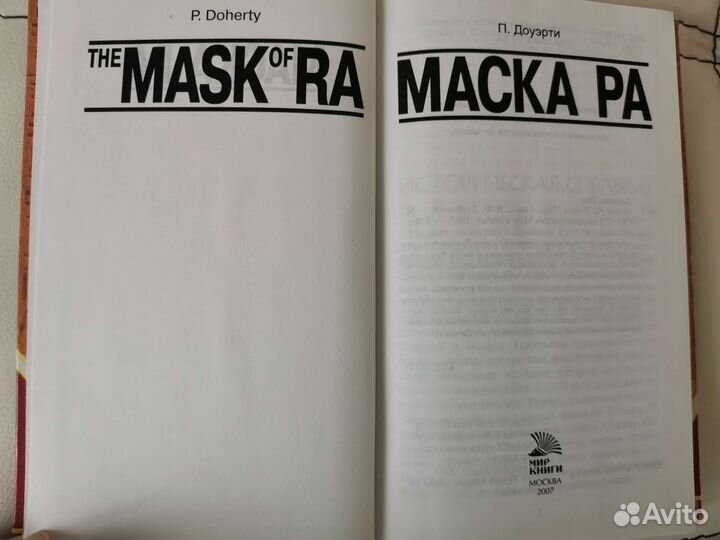 P. Doherty
THE MASK OF RA
П. Доуэрти
МАСКА РА
МИР
КНИГИ
МОСКВА
2007
Avito